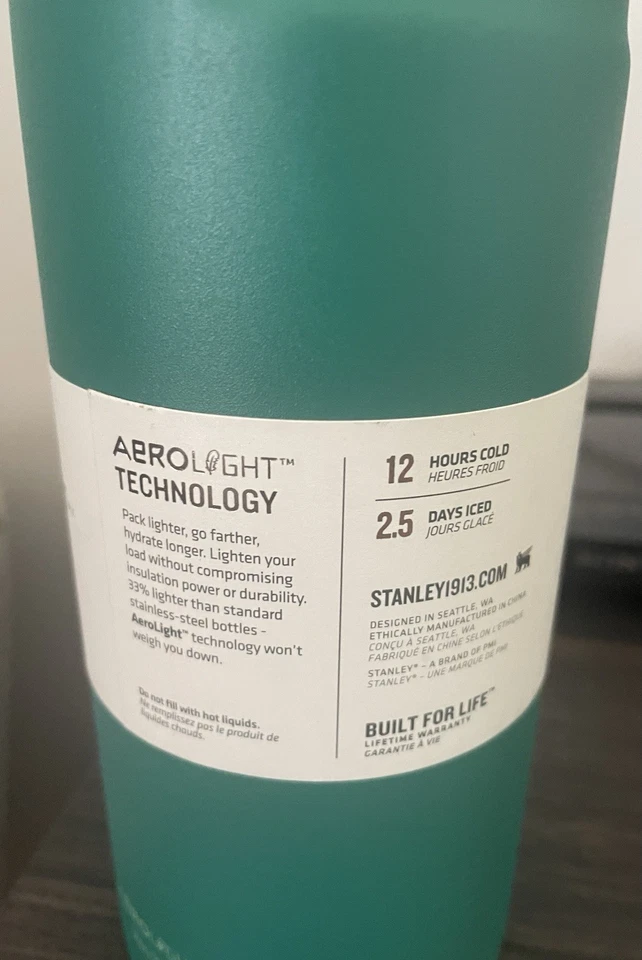 AEROLIGHT™
TECHNOLOGY
Pack lighter, go farther,
hydrate longer. Lighten your
load without compromising
insulation power or durability.
33% lighter than standard
stainless-steel bottles -
AeroLight™ technology won't
weigh you down.
Do not fill with hot liquids.
Ne remplissez pas le produit de
liquides chauds.
12 HOURS COLD
HEURES FROID
2.5 DAYS ICED
JOURS GLACÉ
STANLEY1913.COM
DESIGNED IN SEATTLE, WA
ETHICALLY MANUFACTURED IN CHINA
CONÇU À SEATTLE, WA
FABRIQUÉ EN CHINE SELON L'ÉTHIQUE
STANLEY® - A BRAND OF PMI
STANLEY® - UNE MARQUE DE PMI
BUILT FOR LIFE™
LIFETIME WARRANTY
GARANTIE À VIE